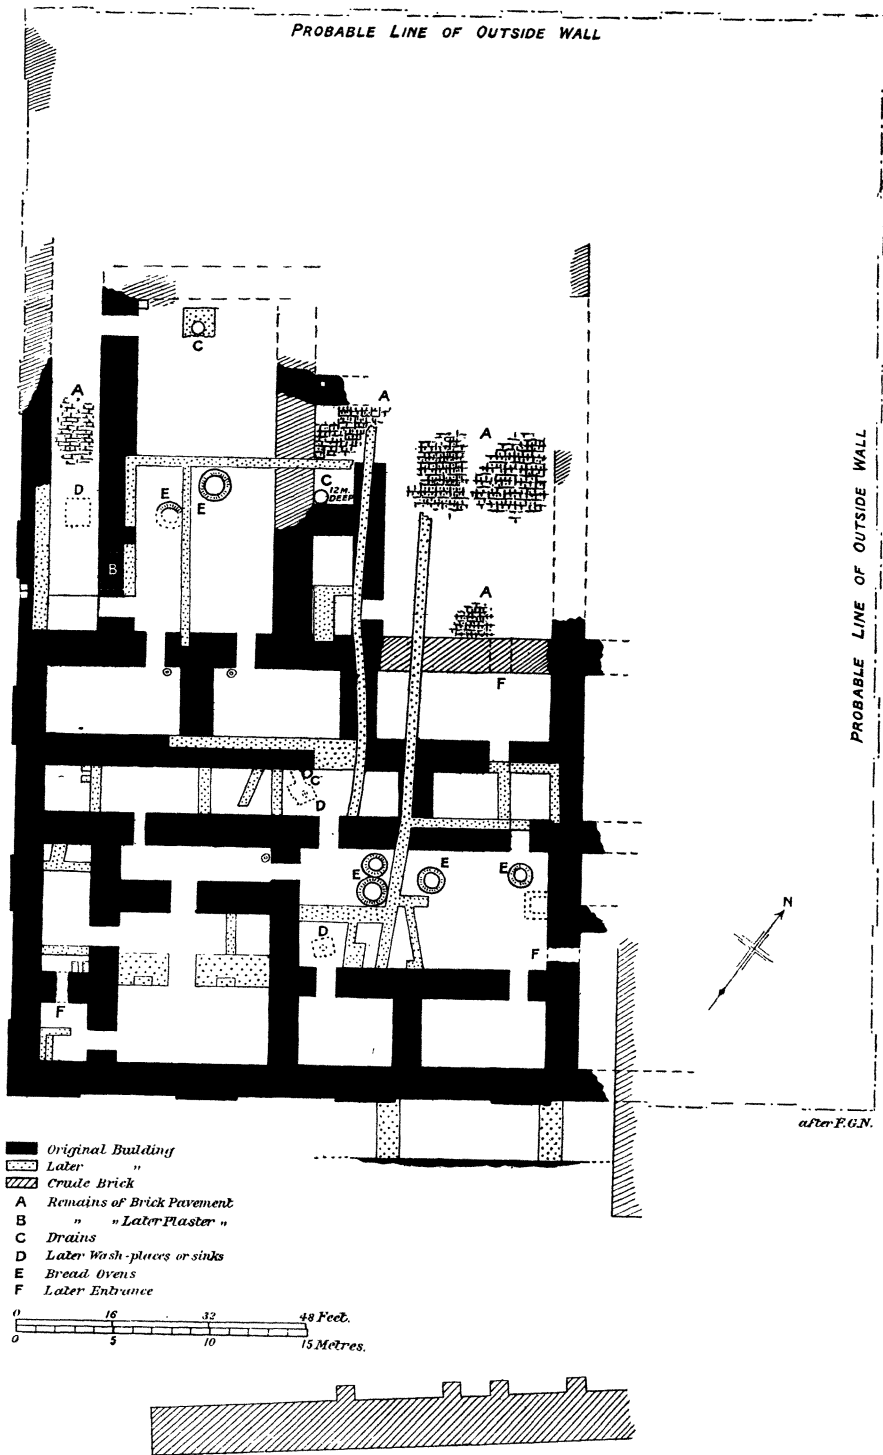 PROBABLE LINE OF OUTSIDE WALL
C
A
A
A
D
E
E
C
12 M.
DEEP
B
A
F
PROBABLE LINE OF OUTSIDE WALL
C
D
E
E
E
E
D
F
F
N
after F.G.N.
Original Building
Later "
Crude Brick
A Remains of Brick Pavement
B " " Later Plaster "
C Drains
D Later Wash-places or sinks
E Bread Ovens
F Later Entrance
0 16 32 48 Feet.
0 5 10 15 Metres.